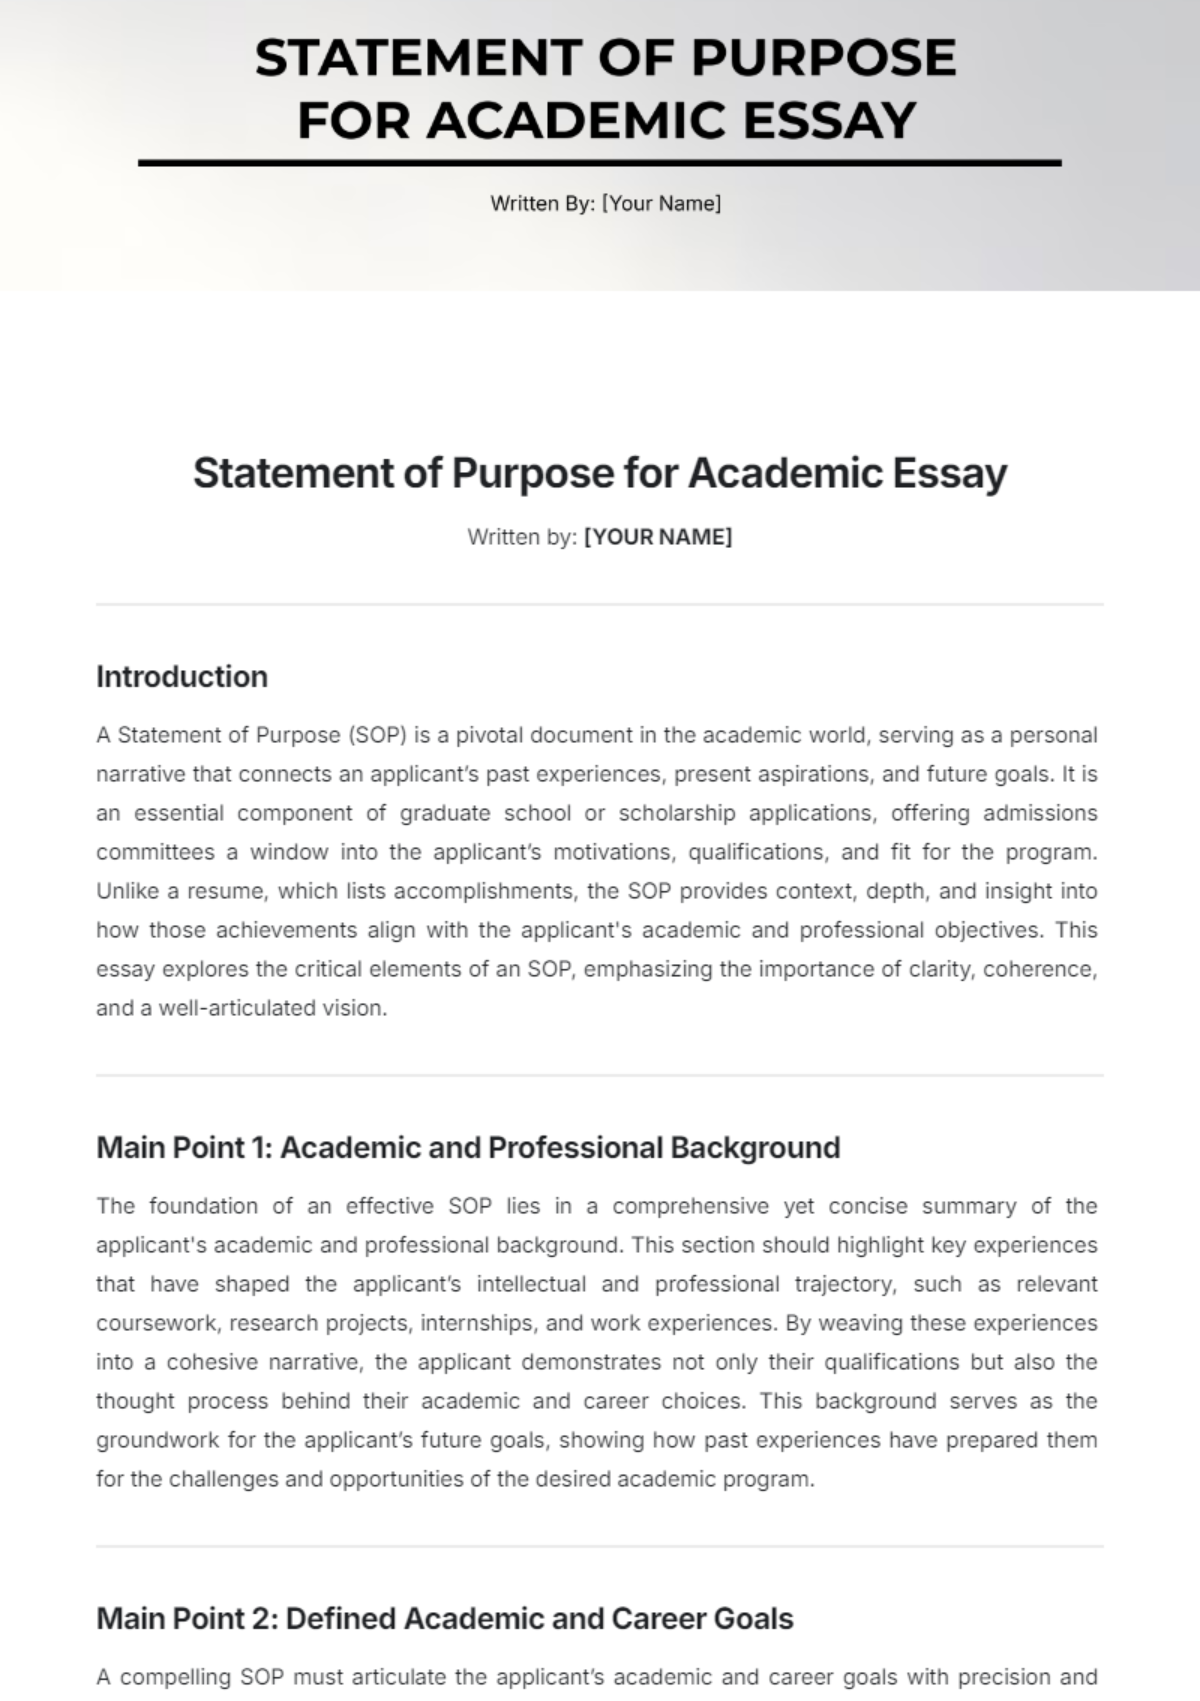 STATEMENT OF PURPOSE
FOR ACADEMIC ESSAY
Written By: [Your Name]
Statement of Purpose for Academic Essay
Written by: [YOUR NAME]
Introduction
A Statement of Purpose (SOP) is a pivotal document in the academic world, serving as a personal
narrative that connects an applicant’s past experiences, present aspirations, and future goals. It is
an essential component of graduate school or scholarship applications, offering admissions
committees a window into the applicant’s motivations, qualifications, and fit for the program.
Unlike a resume, which lists accomplishments, the SOP provides context, depth, and insight into
how those achievements align with the applicant's academic and professional objectives. This
essay explores the critical elements of an SOP, emphasizing the importance of clarity, coherence,
and a well-articulated vision.
Main Point 1: Academic and Professional Background
The foundation of an effective SOP lies in a comprehensive yet concise summary of the
applicant's academic and professional background. This section should highlight key experiences
that have shaped the applicant’s intellectual and professional trajectory, such as relevant
coursework, research projects, internships, and work experiences. By weaving these experiences
into a cohesive narrative, the applicant demonstrates not only their qualifications but also the
thought process behind their academic and career choices. This background serves as the
groundwork for the applicant’s future goals, showing how past experiences have prepared them
for the challenges and opportunities of the desired academic program.
Main Point 2: Defined Academic and Career Goals
A compelling SOP must articulate the applicant’s academic and career goals with precision and